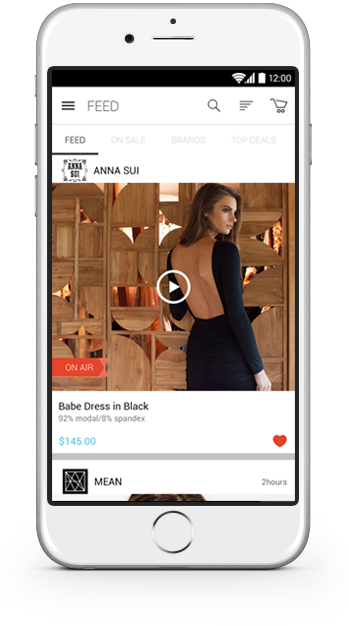 12:00
FEED
FEED ON SALE BRANDS TOP DEALS
ANNA SUI
ANNA SUI
ON AIR
Babe Dress in Black
92% modal/8% spandex
$145.00
MEAN
2hours